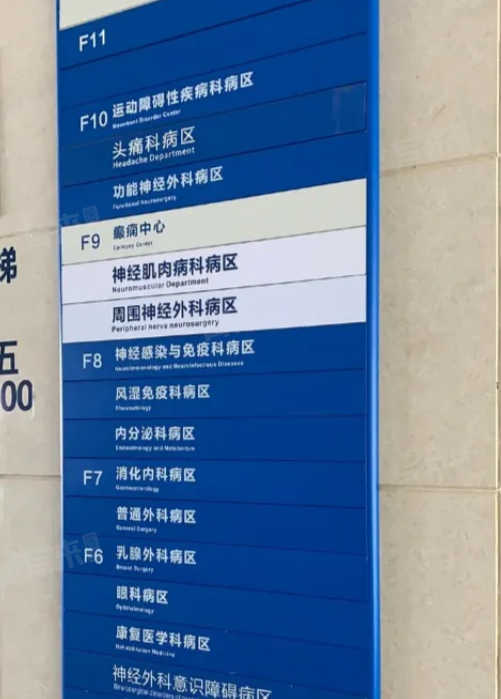 F11
F10 运动障碍性疾病科病区
Movement Disorder Center
头痛科病区
Headache Department
功能神经外科病区
Functional Neurosurgery
F9 癫痫中心
Epilepsy Center
神经肌肉病科病区
Neuromuscular Department
周围神经外科病区
Peripheral nerve neurosurgery
F8 神经感染与免疫科病区
Neuroimmunology and Neuroinfectious Diseases
风湿免疫科病区
Rheumatology
内分泌科病区
Endocrinology and Metabolism
F7 消化内科病区
Gastroenterology
普通外科病区
General Surgery
F6 乳腺外科病区
Breast Surgery
眼科病区
Ophthalmology
康复医学科病区
Rehabilitation Medicine
神经外科意识障碍病区
梯
五
00